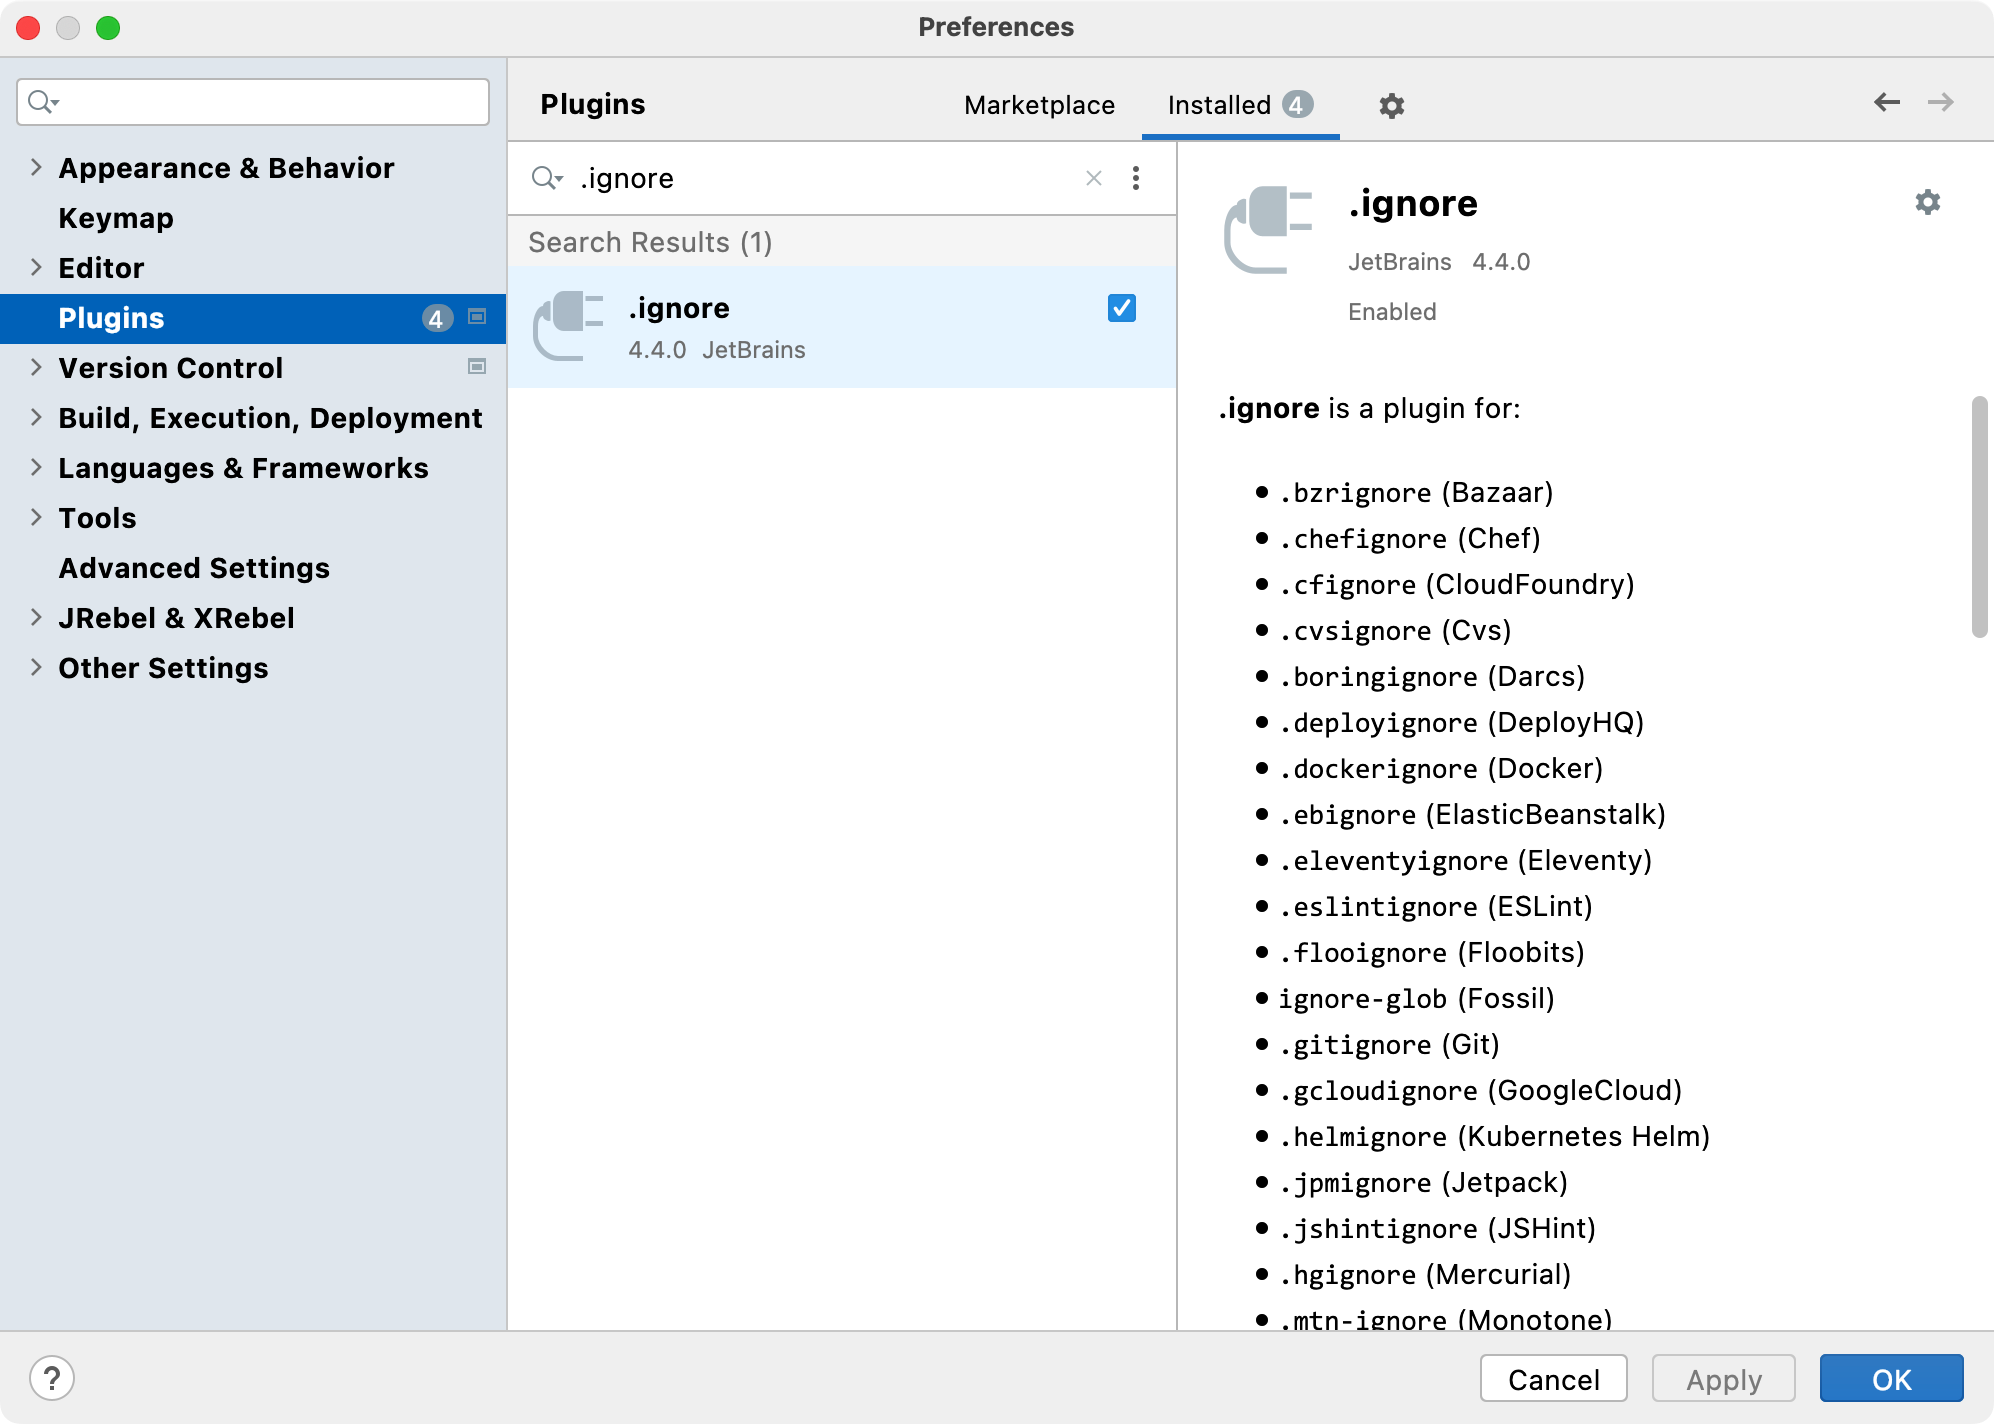 Preferences
Appearance & Behavior
Keymap
Editor
Plugins 4
Version Control
Build, Execution, Deployment
Languages & Frameworks
Tools
Advanced Settings
JRebel & XRebel
Other Settings
Plugins
Marketplace
Installed 4
.ignore
Search Results (1)
.ignore
4.4.0 JetBrains
.ignore
JetBrains 4.4.0
Enabled
.ignore is a plugin for:
• .bzrignore (Bazaar)
• .chefignore (Chef)
• .cfignore (CloudFoundry)
• .cvsignore (Cvs)
• .boringignore (Darcs)
• .deployignore (DeployHQ)
• .dockerignore (Docker)
• .ebignore (ElasticBeanstalk)
• .eleventyignore (Eleventy)
• .eslintignore (ESLint)
• .flooignore (Floobits)
• ignore-glob (Fossil)
• .gitignore (Git)
• .gcloudignore (GoogleCloud)
• .helmignore (Kubernetes Helm)
• .jpmignore (Jetpack)
• .jshintignore (JSHint)
• .hgignore (Mercurial)
• .mtn-ignore (Monotone)
?
Cancel
Apply
OK